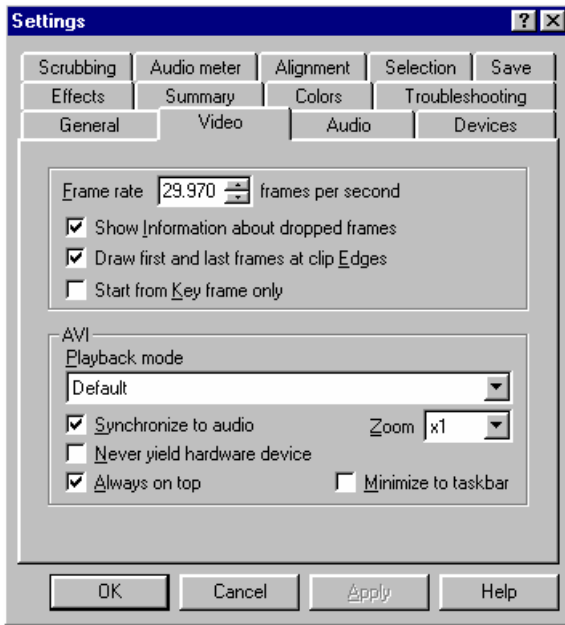 Settings
Scrubbing Audio meter Alignment Selection Save
Effects Summary Colors Troubleshooting
General Video Audio Devices
Frame rate 29.970 frames per second
Show Information about dropped frames
Draw first and last frames at clip Edges
Start from Key frame only
AVI
Playback mode
Default
Synchronize to audio Zoom x1
Never yield hardware device
Always on top Minimize to taskbar
OK Cancel Apply Help